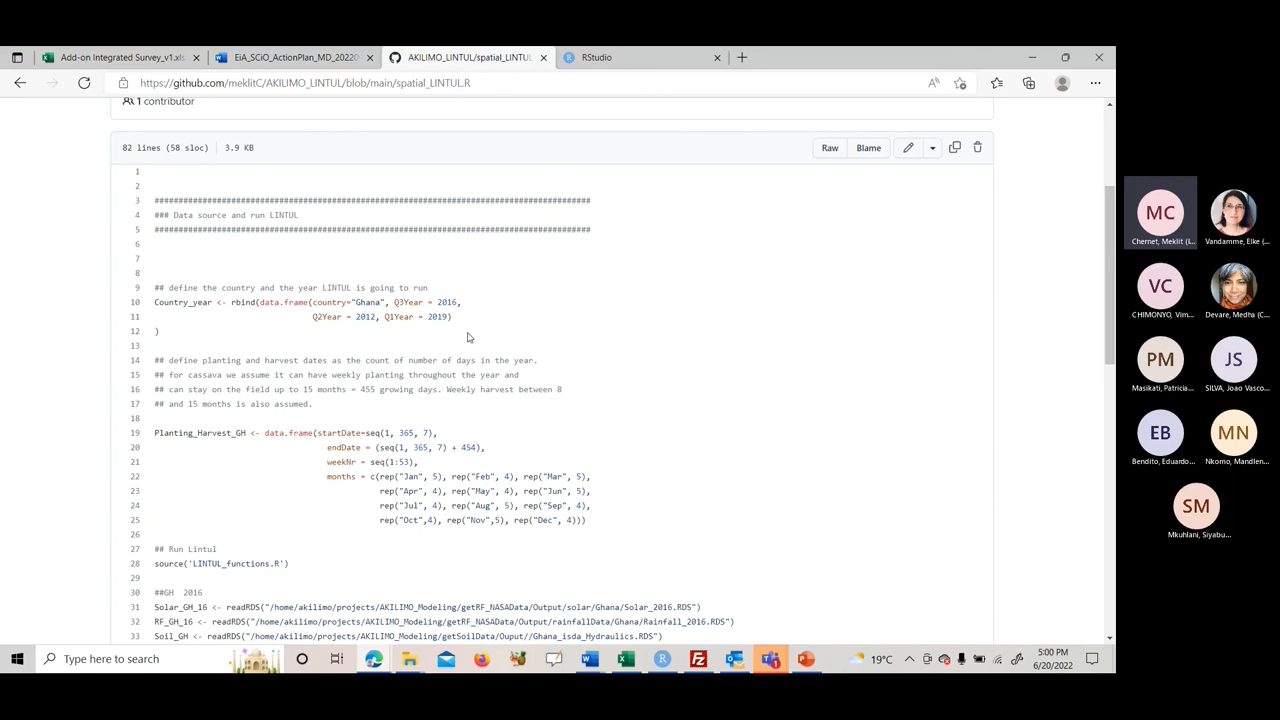 Add-on Integrated Survey_v1.xls
EiA_SCiO_ActionPlan_MD_20220
AKILIMO_LINTUL/spatial_LINTUL
RStudio
https://github.com/meklitC/AKILIMO_LINTUL/blob/main/spatial_LINTUL.R
1 contributor
82 lines (58 sloc) | 3.9 KB
Raw
Blame
1
2
3 ###########################################################################################
4 ### Data source and run LINTUL
5 ###########################################################################################
6
7
8
9 ## define the country and the year LINTUL is going to run
10 Country_year <- rbind(data.frame(country="Ghana", Q3Year = 2016,
11 Q2Year = 2012, Q1Year = 2019)
12 )
13
14 ## define planting and harvest dates as the count of number of days in the year.
15 ## for cassava we assume it can have weekly planting throughout the year and
16 ## can stay on the field up to 15 months = 455 growing days. Weekly harvest between 8
17 ## and 15 months is also assumed.
18
19 Planting_Harvest_GH <- data.frame(startDate=seq(1, 365, 7),
20 endDate = (seq(1, 365, 7) + 454),
21 weekNr = seq(1:53),
22 months = c(rep("Jan", 5), rep("Feb", 4), rep("Mar", 5),
23 rep("Apr", 4), rep("May", 4), rep("Jun", 5),
24 rep("Jul", 4), rep("Aug", 5), rep("Sep", 4),
25 rep("Oct",4), rep("Nov",5), rep("Dec", 4)))
26
27 ## Run Lintul
28 source('LINTUL_functions.R')
29
30 ##GH 2016
31 Solar_GH_16 <- readRDS("/home/akilimo/projects/AKILIMO_Modeling/getRF_NASAData/Output/solar/Ghana/Solar_2016.RDS")
32 RF_GH_16 <- readRDS("/home/akilimo/projects/AKILIMO_Modeling/getRF_NASAData/Output/rainfallData/Ghana/Rainfall_2016.RDS")
33 Soil_GH <- readRDS("/home/akilimo/projects/AKILIMO_Modeling/getSoilData/Ouput//Ghana_isda_Hydraulics.RDS")
MC
Chernet, Meklit (I...
Vandamme, Elke (...
VC
CHIMONYO, Vim...
Devare, Medha (C...
PM
Masikati, Patricia...
JS
SILVA, Joao Vasco...
EB
Bendito, Eduardo...
MN
Nkomo, Mandlen...
SM
Mkuhlani, Siyabu...
Type here to search
19°C
5:00 PM
6/20/2022